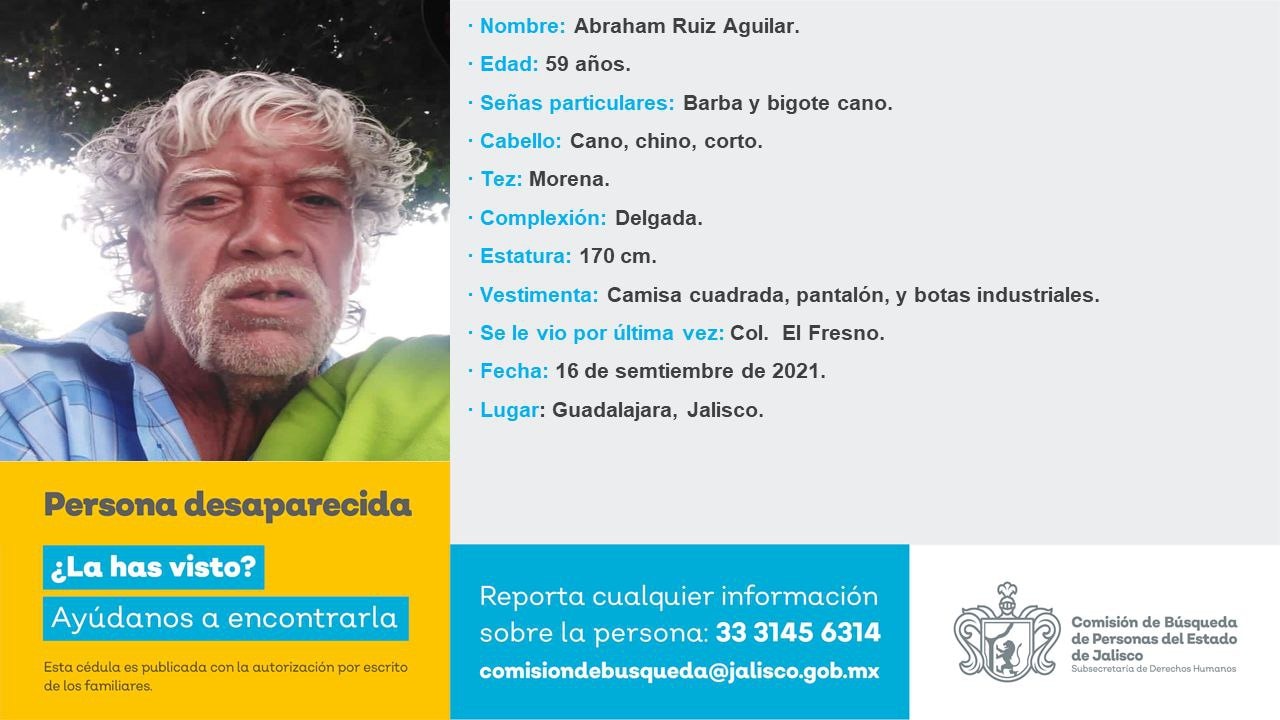 · Nombre: Abraham Ruiz Aguilar.
· Edad: 59 años.
· Señas particulares: Barba y bigote cano.
· Cabello: Cano, chino, corto.
· Tez: Morena.
· Complexión: Delgada.
· Estatura: 170 cm.
· Vestimenta: Camisa cuadrada, pantalón, y botas industriales.
· Se le vio por última vez: Col. El Fresno.
· Fecha: 16 de semtiembre de 2021.
· Lugar: Guadalajara, Jalisco.
Persona desaparecida
¿La has visto?
Ayúdanos a encontrarla
Esta cédula es publicada con la autorización por escrito
de los familiares.
Reporta cualquier información
sobre la persona: 33 3145 6314
comisiondebusqueda@jalisco.gob.mx
Comisión de Búsqueda
de Personas del Estado
de Jalisco
Subsecretaría de Derechos Humanos